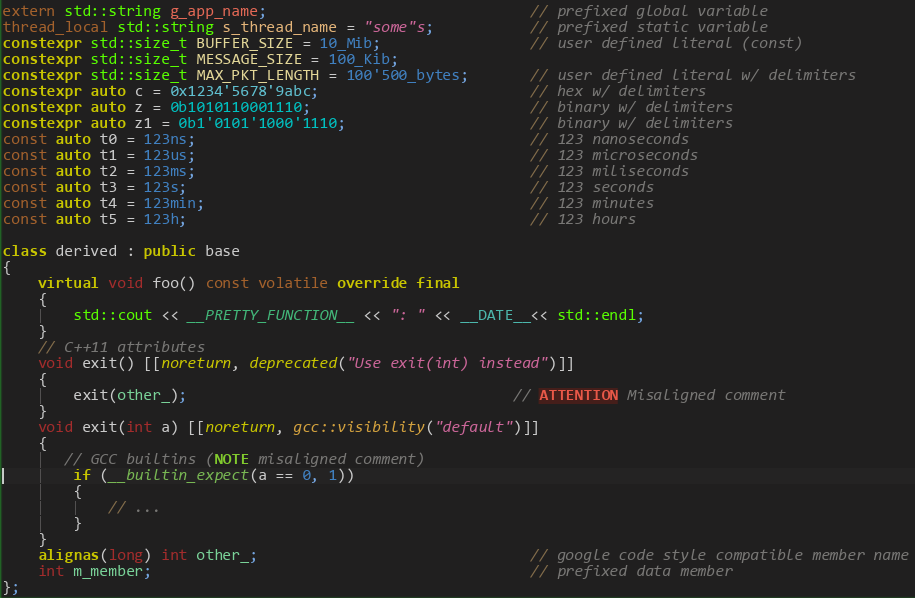 extern std::string g_app_name;                              // prefixed global variable
thread_local std::string s_thread_name = "some"s;           // prefixed static variable
constexpr std::size_t BUFFER_SIZE = 10_Mib;                 // user defined literal (const)
constexpr std::size_t MESSAGE_SIZE = 100_Kib;
constexpr std::size_t MAX_PKT_LENGTH = 100'500_bytes;       // user defined literal w/ delimiters
constexpr auto c = 0x1234'5678'9abc;                        // hex w/ delimiters
constexpr auto z = 0b1010110001110;                         // binary w/ delimiters
constexpr auto z1 = 0b1'0101'1000'1110;                     // binary w/ delimiters
const auto t0 = 123ns;                                      // 123 nanoseconds
const auto t1 = 123us;                                      // 123 microseconds
const auto t2 = 123ms;                                      // 123 miliseconds
const auto t3 = 123s;                                       // 123 seconds
const auto t4 = 123min;                                     // 123 minutes
const auto t5 = 123h;                                       // 123 hours

class derived : public base
{
    virtual void foo() const volatile override final
    {
        std::cout << __PRETTY_FUNCTION__ << ": " << __DATE__<< std::endl;
    }
    // C++11 attributes
    void exit() [[noreturn, deprecated("Use exit(int) instead")]]
    {
        exit(other_);                                     // ATTENTION Misaligned comment
    }
    void exit(int a) [[noreturn, gcc::visibility("default")]]
    {
       // GCC builtins (NOTE misaligned comment)
        if (__builtin_expect(a == 0, 1))
        {
            // ...
        }
    }
    alignas(long) int other_;                               // google code style compatible member name
    int m_member;                                           // prefixed data member
};